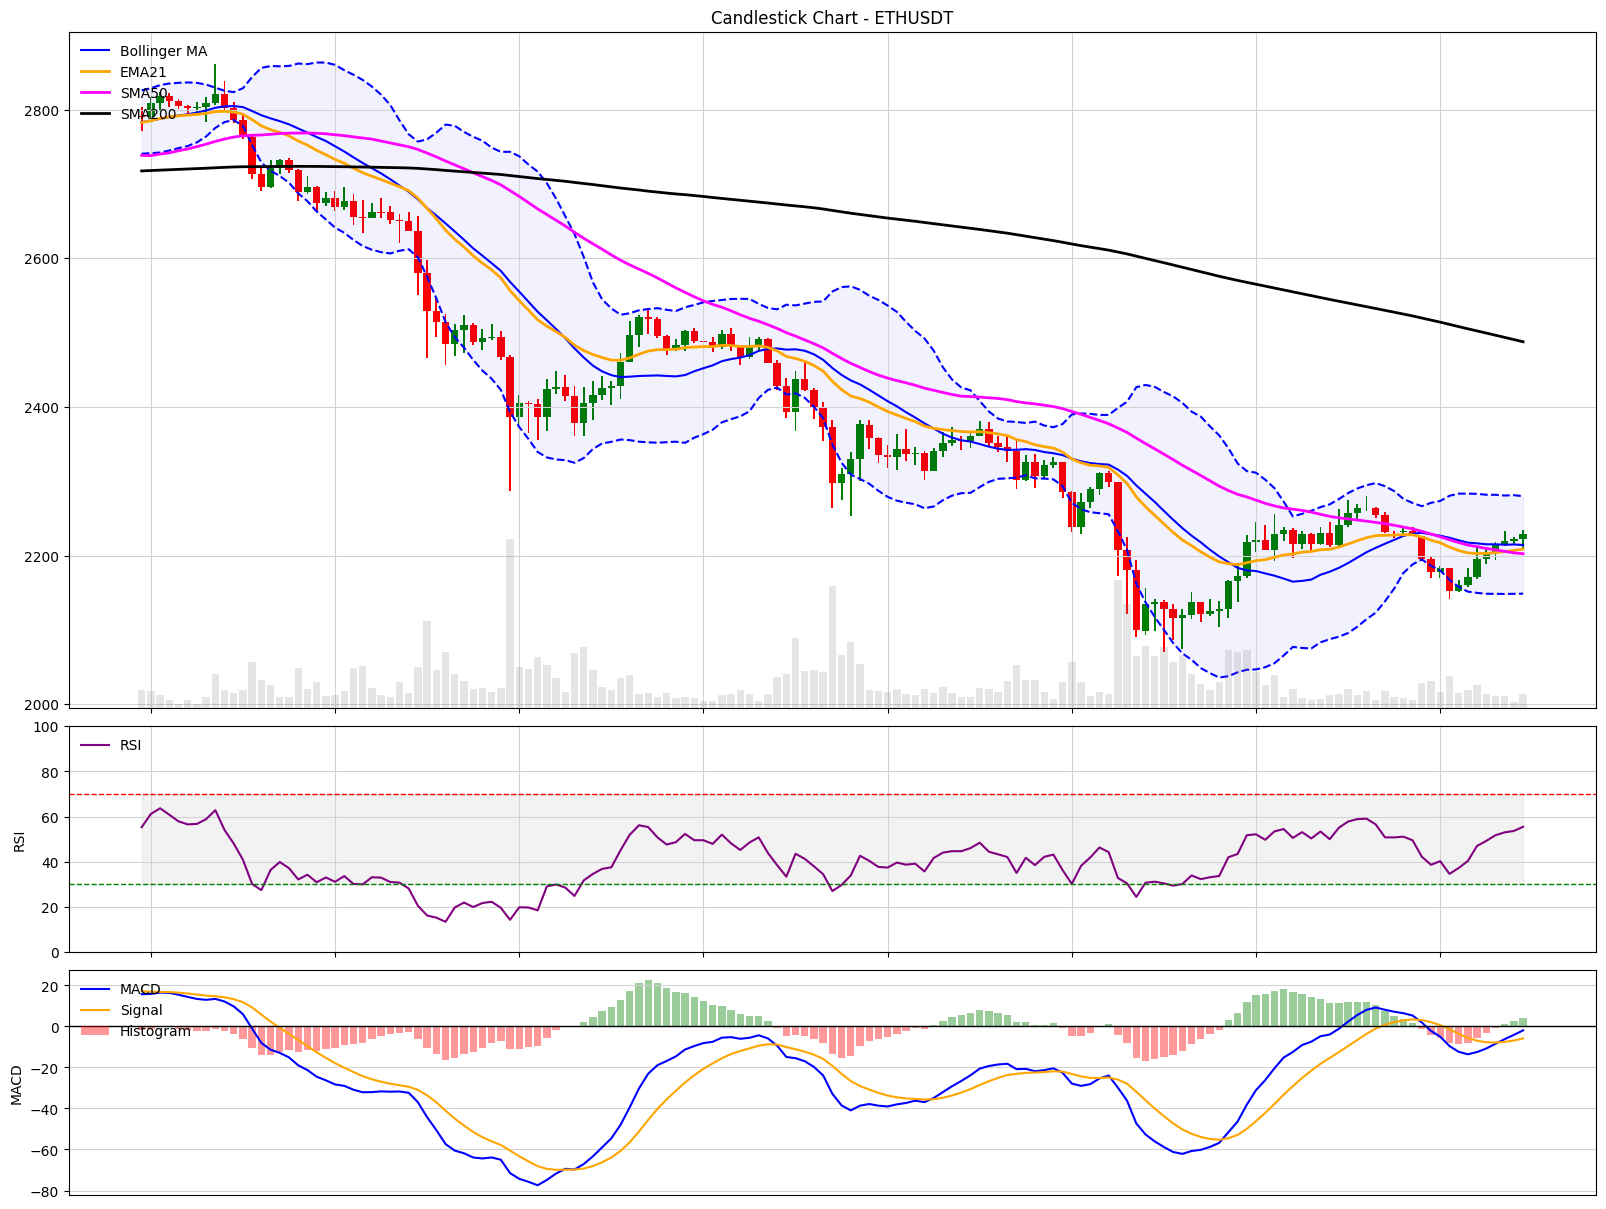 Candlestick Chart - ETHUSDT
Bollinger MA
EMA21
SMA50
SMA200
2800
2600
2400
2200
2000
RSI
100
80
60
40
20
0
RSI
MACD
Signal
Histogram
20
0
−20
−40
−60
−80
MACD